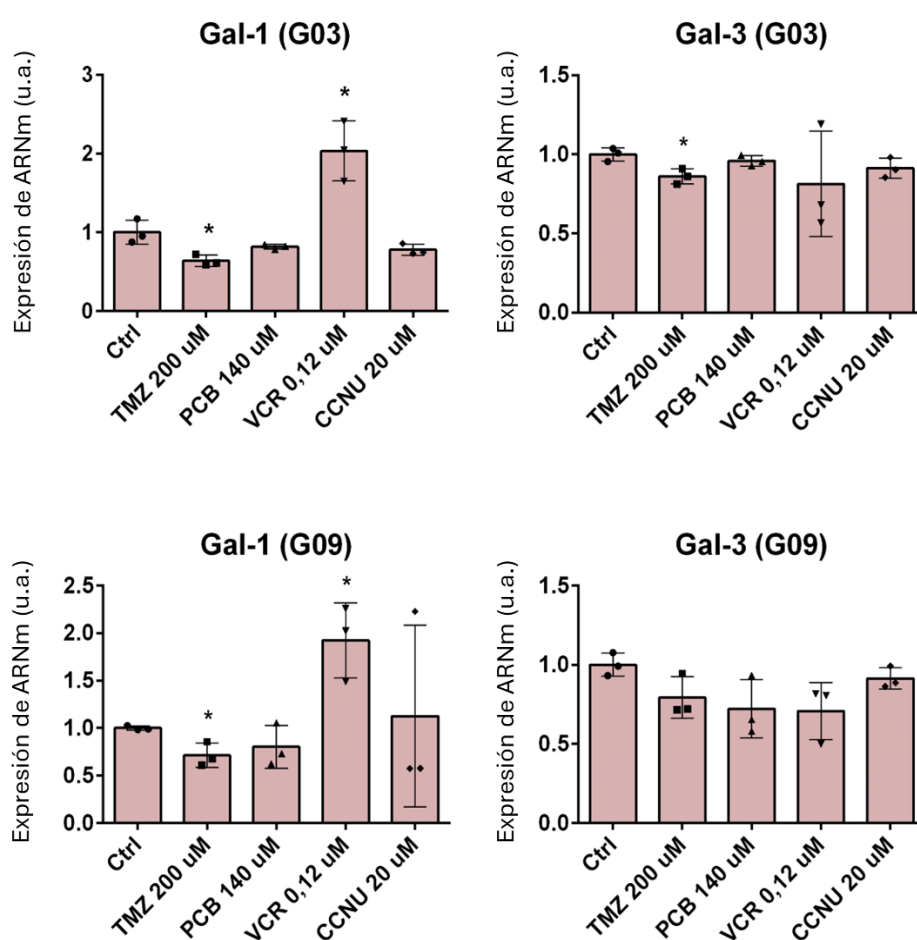 Gal-1 (G03)
Expresión de ARNm (u.a.)
3
2
1
0
*
*
Ctrl
TMZ 200 uM
PCB 140 uM
VCR 0,12 uM
CCNU 20 uM
Gal-3 (G03)
Expresión de ARNm (u.a.)
1.5
1.0
0.5
0.0
*
Ctrl
TMZ 200 uM
PCB 140 uM
VCR 0,12 uM
CCNU 20 uM
Gal-1 (G09)
Expresión de ARNm (u.a.)
2.5
2.0
1.5
1.0
0.5
0.0
*
*
Ctrl
TMZ 200 uM
PCB 140 uM
VCR 0,12 uM
CCNU 20 uM
Gal-3 (G09)
Expresión de ARNm (u.a.)
1.5
1.0
0.5
0.0
Ctrl
TMZ 200 uM
PCB 140 uM
VCR 0,12 uM
CCNU 20 uM